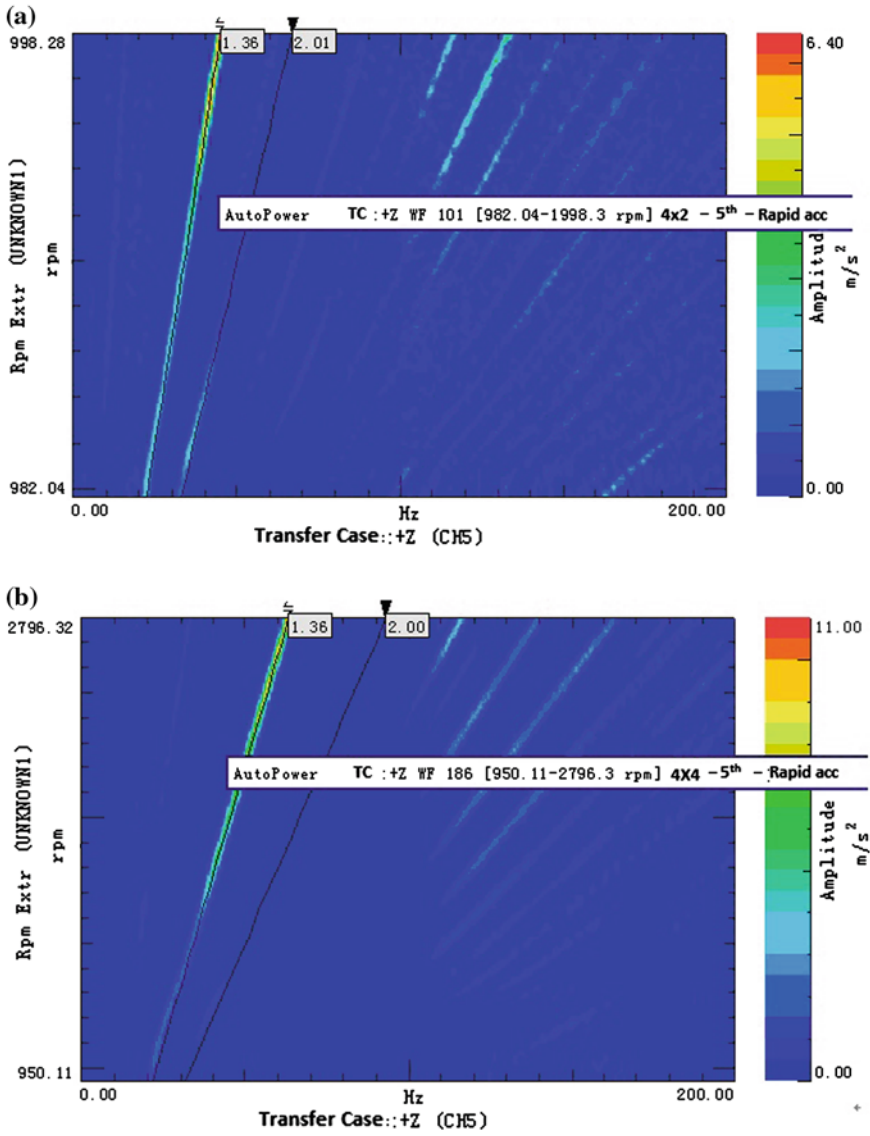 (a)
998.28
1.36
2.01
6.40
AutoPower TC :+Z WF 101 [982.04-1998.3 rpm] 4x2 - 5th - Rapid acc
Rpm Extr (UNKNOWN1)
rpm
Amplitude
m/s2
982.04
0.00
Hz
200.00
0.00
Transfer Case::+Z (CH5)
(b)
2796.32
1.36
2.00
11.00
AutoPower TC :+Z WF 186 [950.11-2796.3 rpm] 4X4 -5th - Rapid acc
Rpm Extr (UNKNOWN1)
rpm
Amplitude
m/s2
950.11
0.00
Hz
200.00
0.00
Transfer Case::+Z (CH5)